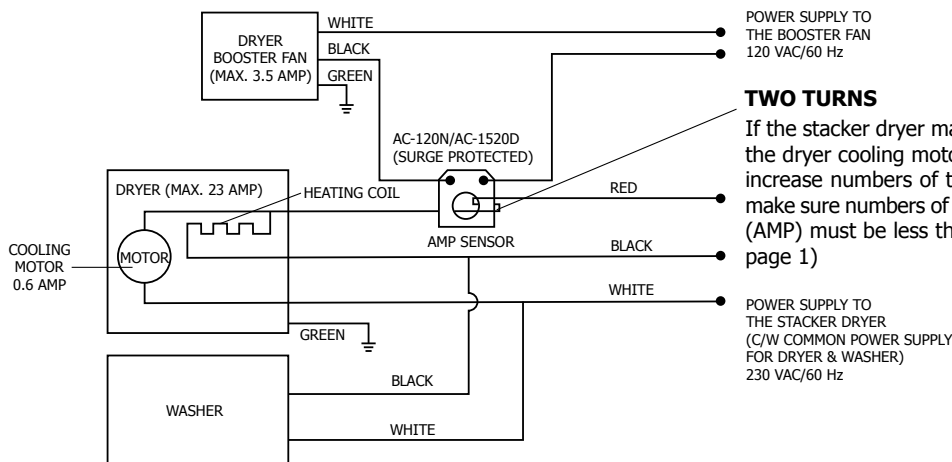 WHITE
DRYER
BOOSTER FAN
(MAX. 3.5 AMP)
BLACK
GREEN
POWER SUPPLY TO
THE BOOSTER FAN
120 VAC/60 Hz
TWO TURNS
If the stacker dryer
the dryer cooling
increase numbers of
make sure numbers of
(AMP) must be less
page 1)
AC-120N/AC-1520D
(SURGE PROTECTED)
DRYER (MAX. 23 AMP)
HEATING COIL
RED
AMP SENSOR
COOLING
MOTOR
0.6 AMP
MOTOR
BLACK
WHITE
GREEN
POWER SUPPLY TO
THE STACKER DRYER
(C/W COMMON POWER SUPPLY
FOR DRYER & WASHER)
230 VAC/60 Hz
BLACK
WASHER
WHITE